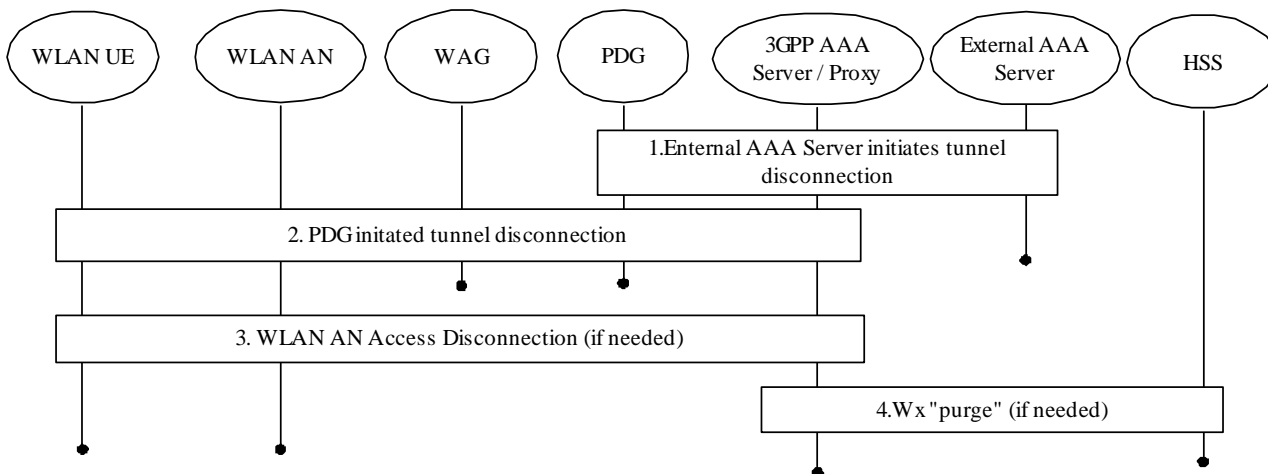 WLAN UE
WLAN AN
WAG
PDG
3GPP AAA
Server / Proxy
External AAA
Server
HSS
1.Enternal AAA Server initiates tunnel
disconnection
2. PDG initated tunnel disconnection
3. WLAN AN Access Disconnection (if needed)
4.Wx "purge" (if needed)